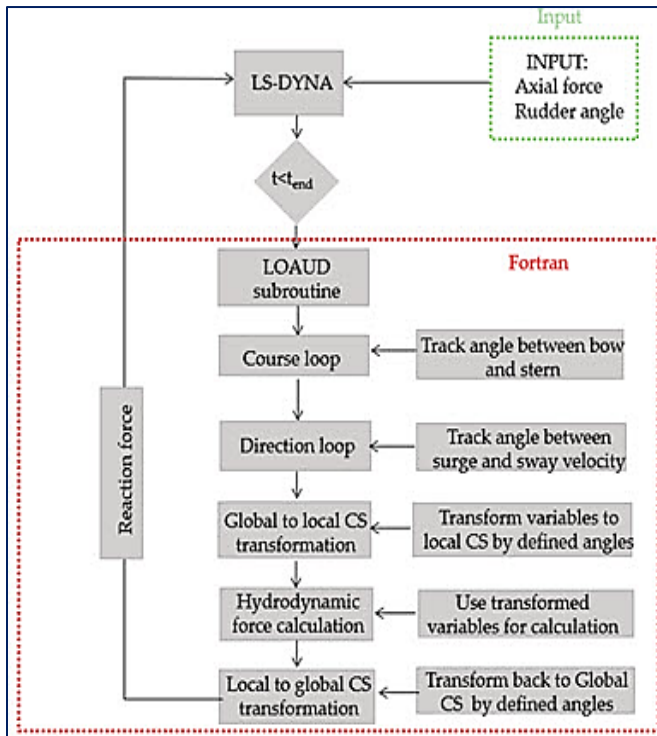 Input
INPUT:
Axial force
Rudder angle
LS-DYNA
t<tend
Fortran
LOAUD
subroutine
Course loop
Track angle between bow
and stern
Direction loop
Track angle between
surge and sway velocity
Reaction force
Global to local CS
transformation
Transform variables to
local CS by defined angles
Hydrodynamic
force calculation
Use transformed
variables for calculation
Local to global CS
transformation
Transform back to Global
CS by defined angles